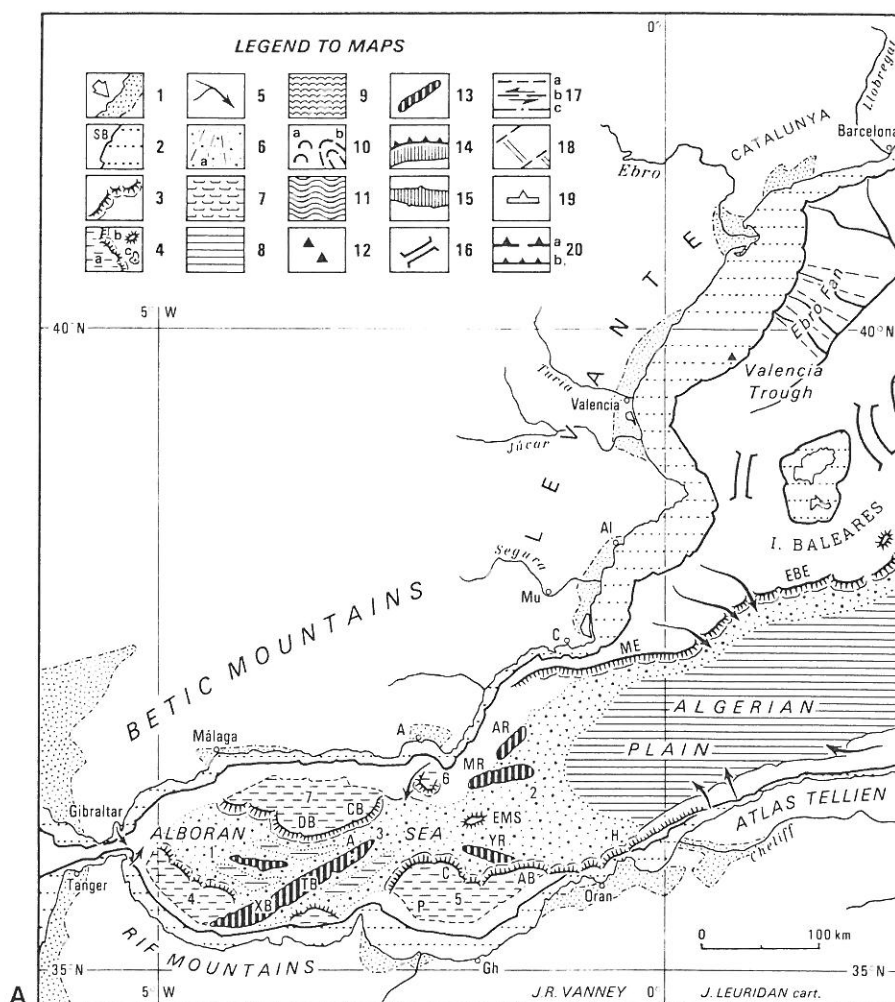 LEGEND TO MAPS
0°
1
5
9
13
a
b
c
17
SB
2
a
6
a
b
10
14
18
3
7
11
15
19
b
a
c
4
8
12
16
a
b.
20
Llobregat
Barcelona
CATALUNYA
Ebro
LEVANTE
5 W
40° N
40° N
Ebro Fan
Turia
Valencia
Valencia
Trough
Júcar
Al
I. BALEARES
Segura
Mu
EBE
C
ME
BETIC MOUNTAINS
ALGERIAN
PLAIN
AR
A
Málaga
MR
6
2
7
CB
DB
Gibraltar
EMS
ATLAS TELLIEN
ALBORAN
SEA
A
3
YR
H
Cheliff
1
TB
C
AB
Tanger
4
XB
P
5
Oran
0
100 km
RIF MOUNTAINS
Gh
35° N
35° N
A
5° W
J.R. VANNEY
0°
J. LEURIDAN cart.